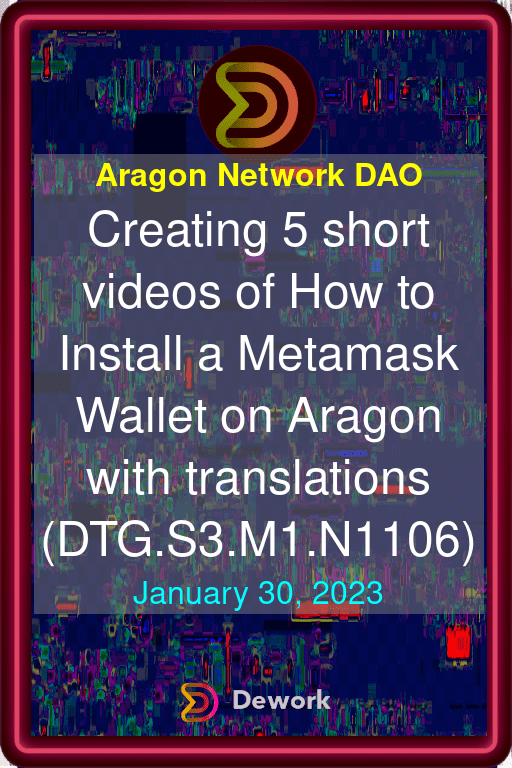 Aragon Network DAO
Creating 5 short
videos of How to
Install a Metamask
Wallet on Aragon
with translations
(DTG.S3.M1.N1106)
January 30, 2023
Dework